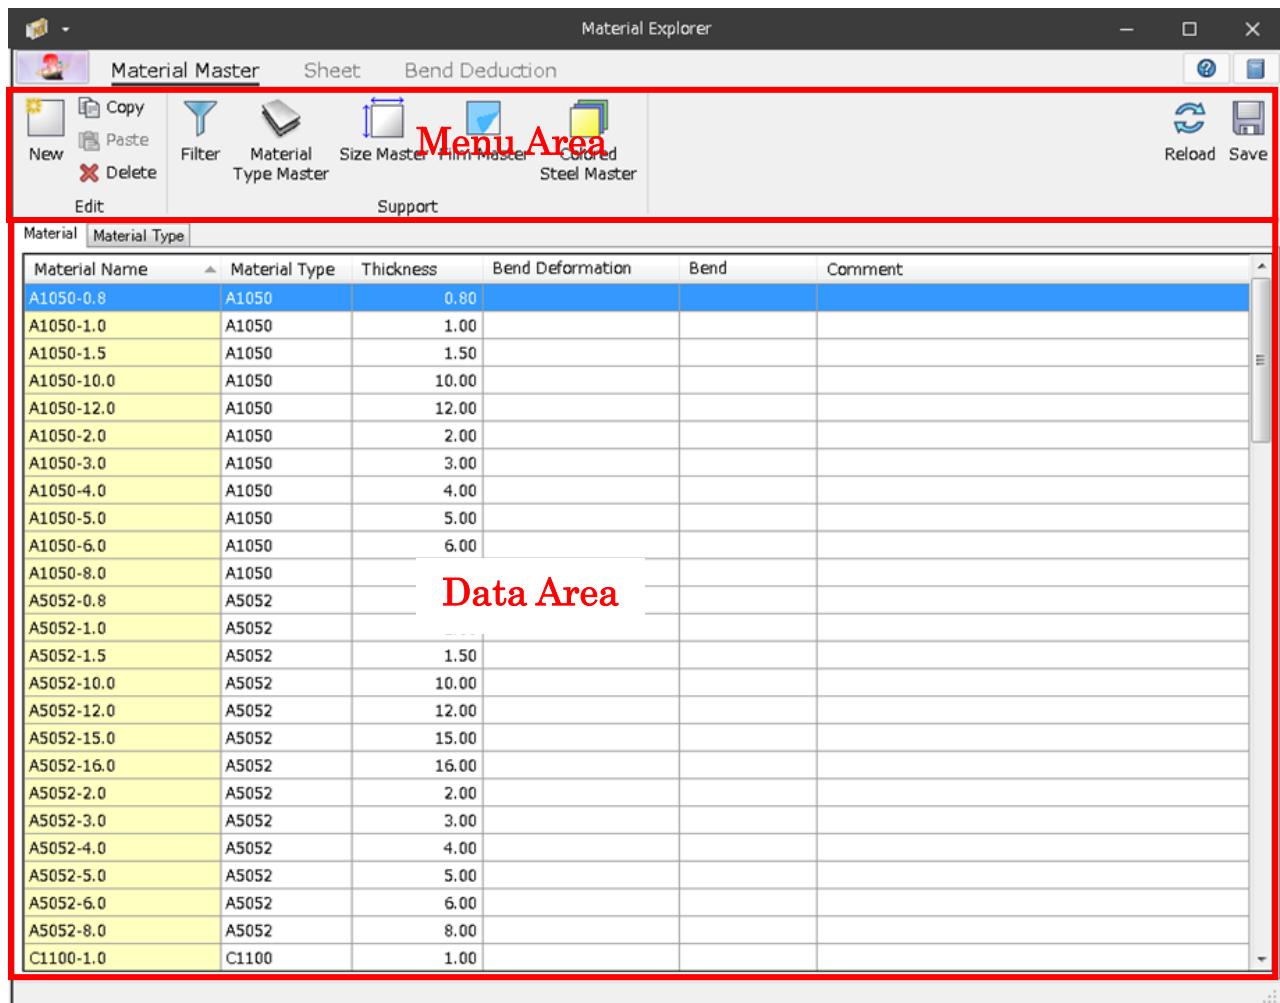 Material Explorer
Material Master Sheet Bend Deduction
New Copy Paste Delete Filter Material Type Master Size Master Film Master Colored Steel Master Reload Save
Menu Area
Edit Support
Material Material Type
Material Name Material Type Thickness Bend Deformation Bend Comment
A1050-0.8 A1050 0.80
A1050-1.0 A1050 1.00
A1050-1.5 A1050 1.50
A1050-10.0 A1050 10.00
A1050-12.0 A1050 12.00
A1050-2.0 A1050 2.00
A1050-3.0 A1050 3.00
A1050-4.0 A1050 4.00
A1050-5.0 A1050 5.00
A1050-6.0 A1050 6.00
A1050-8.0 A1050
A5052-0.8 A5052
Data Area
A5052-1.0 A5052
A5052-1.5 A5052 1.50
A5052-10.0 A5052 10.00
A5052-12.0 A5052 12.00
A5052-15.0 A5052 15.00
A5052-16.0 A5052 16.00
A5052-2.0 A5052 2.00
A5052-3.0 A5052 3.00
A5052-4.0 A5052 4.00
A5052-5.0 A5052 5.00
A5052-6.0 A5052 6.00
A5052-8.0 A5052 8.00
C1100-1.0 C1100 1.00